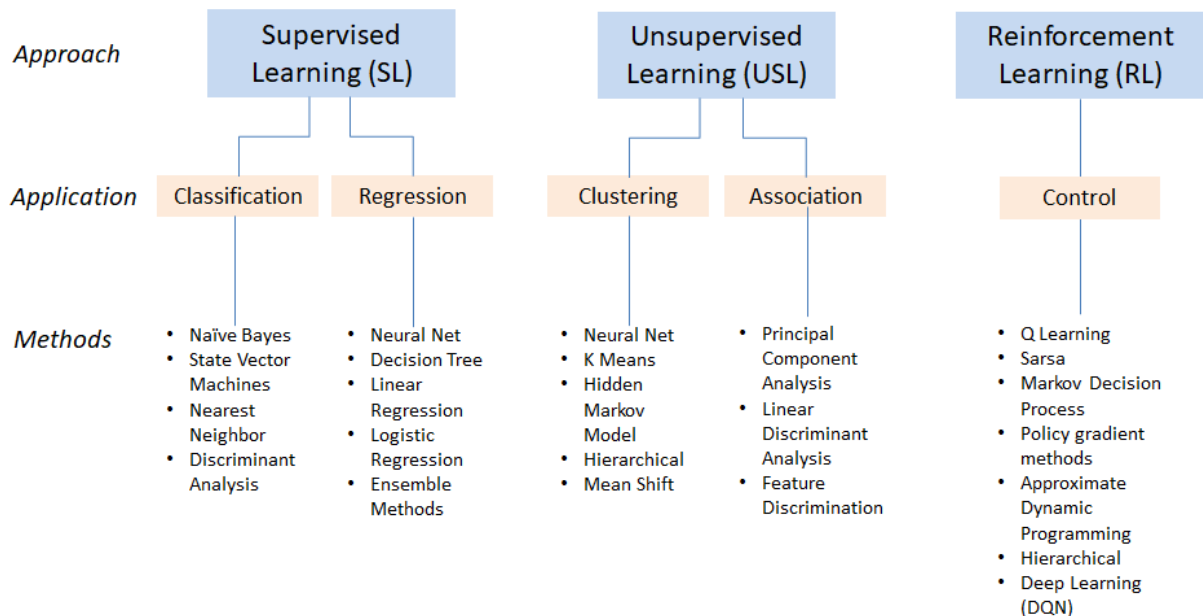 Approach
Supervised
Learning (SL)
Unsupervised
Learning (USL)
Reinforcement
Learning (RL)
Application
Classification
Regression
Clustering
Association
Control
Methods
• Naïve Bayes
• State Vector
Machines
• Nearest
Neighbor
• Discriminant
Analysis
• Neural Net
• Decision Tree
• Linear
Regression
• Logistic
Regression
• Ensemble
Methods
• Neural Net
• K Means
• Hidden
Markov
Model
• Hierarchical
• Mean Shift
• Principal
Component
Analysis
• Linear
Discriminant
Analysis
• Feature
Discrimination
• Q Learning
• Sarsa
• Markov Decision
Process
• Policy gradient
methods
• Approximate
Dynamic
Programming
• Hierarchical
• Deep Learning
(DQN)